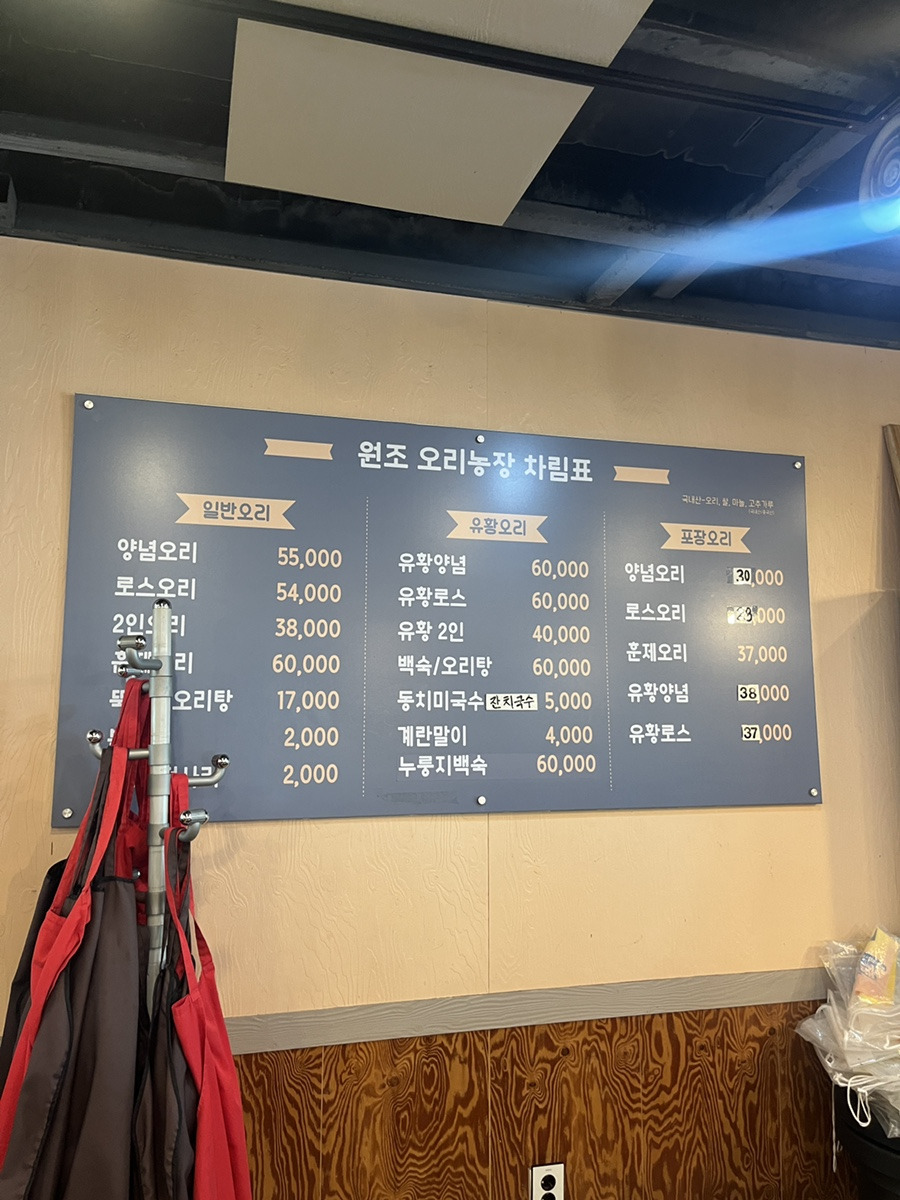 원조 오리농장 차림표
국내산-오리, 쌀, 마늘, 고추가루
일반오리
양념오리 55,000
로스오리 54,000
2인오리 38,000
60,000
오리탕 17,000
2,000
2,000
유황오리
유황양념 60,000
유황로스 60,000
유황 2인 40,000
백숙/오리탕 60,000
동치미국수 잔치국수 5,000
계란말이 4,000
누룽지백숙 60,000
포장오리
양념오리 30,000
로스오리 28,000
훈제오리 37,000
유황양념 38,000
유황로스 37,000